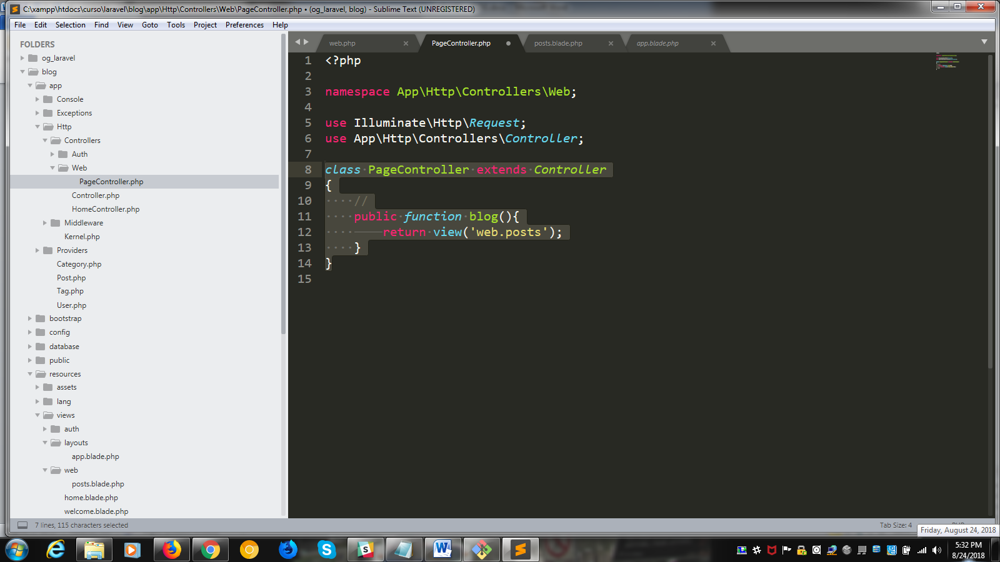 C:\xampp\htdocs\curso\laravel\blog\app\Http\Controllers\Web\PageController.php • (og_laravel, blog) - Sublime Text (UNREGISTERED)
File Edit Selection Find View Goto Tools Project Preferences Help
FOLDERS
og_laravel
blog
app
Console
Exceptions
Http
Controllers
Auth
Web
PageController.php
Controller.php
HomeController.php
Middleware
Kernel.php
Providers
Category.php
Post.php
Tag.php
User.php
bootstrap
config
database
public
resources
assets
lang
views
auth
layouts
app.blade.php
web
posts.blade.php
home.blade.php
welcome.blade.php
web.php PageController.php posts.blade.php app.blade.php
1 <?php
2
3 namespace App\Http\Controllers\Web;
4
5 use Illuminate\Http\Request;
6 use App\Http\Controllers\Controller;
7
8 class PageController extends Controller
9 {
10 //
11 public function blog(){
12 return view('web.posts');
13 }
14 }
15
7 lines, 115 characters selected
Tab Size: 4
Friday, August 24, 2018
5:32 PM
8/24/2018